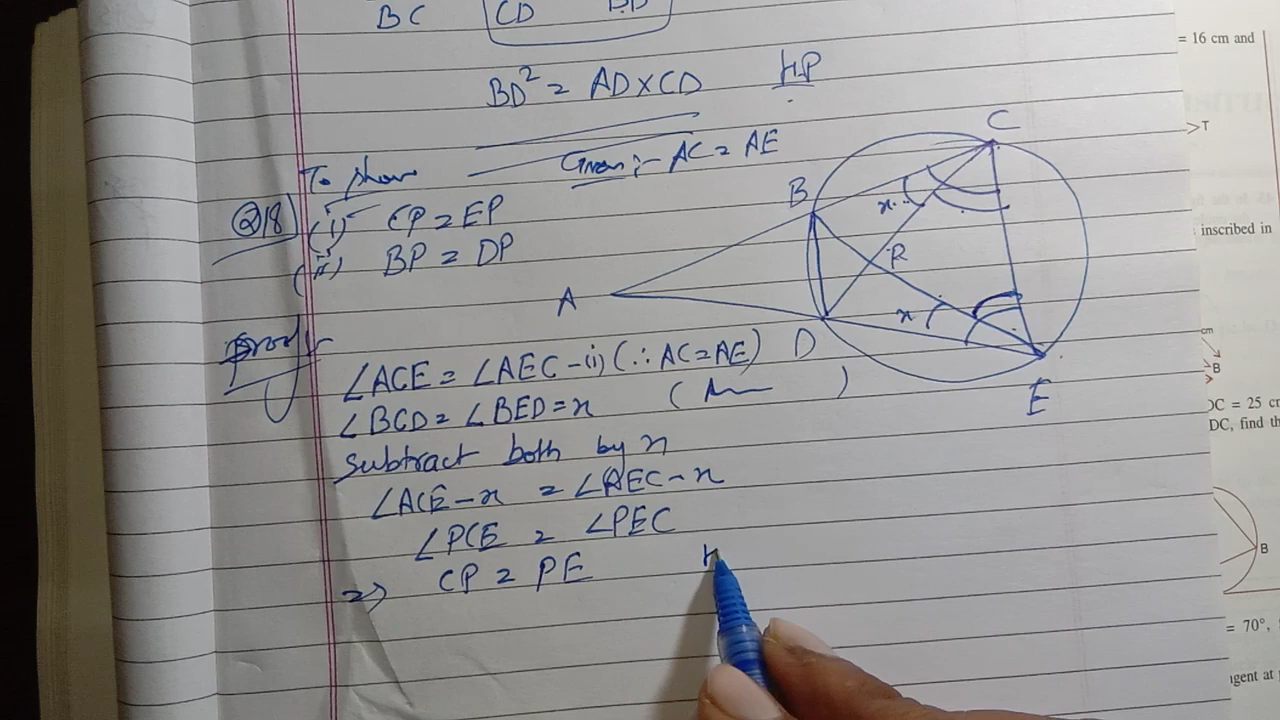 BC CD BD
BD² = AD×CD H.P
To show Given:- AC = AE
Q18) (i) CP = EP
(ii) BP = DP
Proof
∠ACE = ∠AEC -(i) (∴ AC = AE)
∠BCD = ∠BED = x ( )
Subtract both by x
∠ACE - x = ∠AEC - x
∠PCE = ∠PEC
=> CP = PE H
A
B
C
D
E
x
x
= 16 cm and
>T
inscribed in
cm
B
DC = 25 c
DC, find th
B
= 70°,
gent at